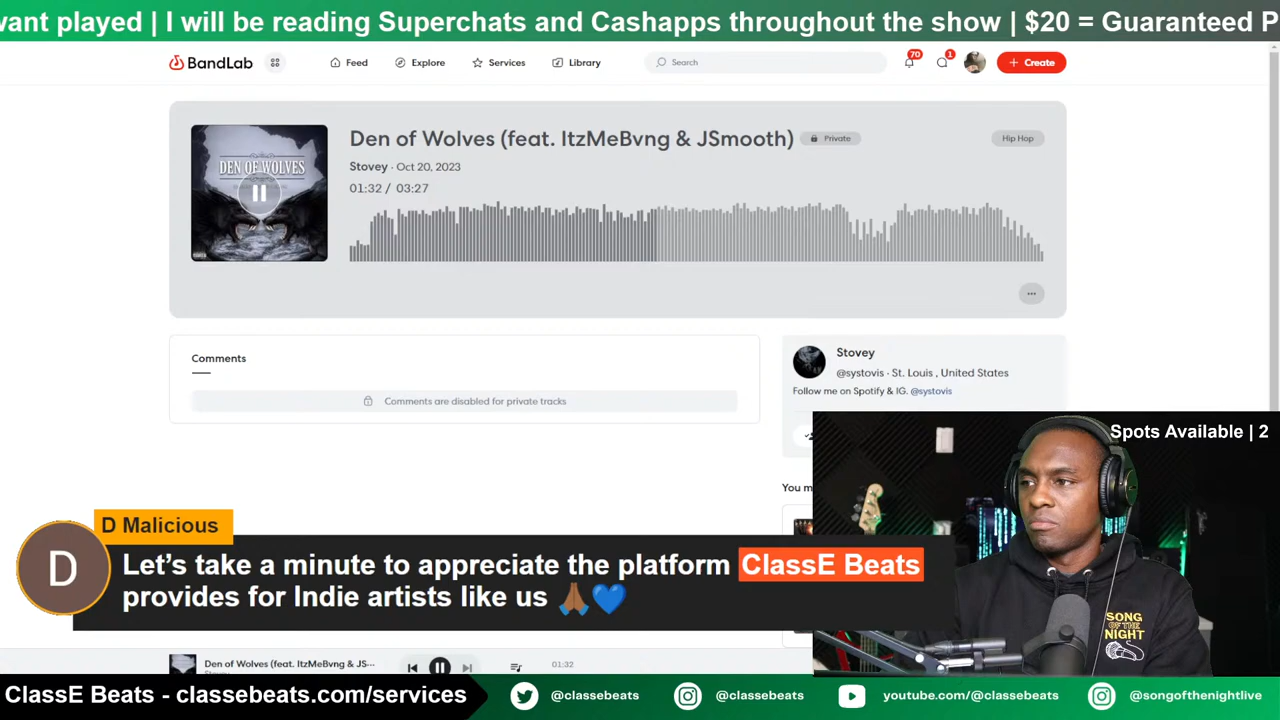 vant played | I will be reading Superchats and Cashapps throughout the show | $20 = Guaranteed P
BandLab
Feed
Explore
Services
Library
Search
70
1
+ Create
Den of Wolves (feat. ItzMeBvng & JSmooth)
Private
Hip Hop
Stovey · Oct 20, 2023
01:32 / 03:27
DEN OF WOLVES
Comments
Comments are disabled for private tracks
Stovey
@systovis · St. Louis , United States
Follow me on Spotify & IG. @systovis
You m
Spots Available | 2
SONG
OF THE
NIGHT
D Malicious
D
Let's take a minute to appreciate the platform ClassE Beats
provides for Indie artists like us 🙏🏾💙
Den of Wolves (feat. ItzMeBvng & JS...
01:32
ClassE Beats - classebeats.com/services
@classebeats
@classebeats
youtube.com/@classebeats
@songofthenightlive